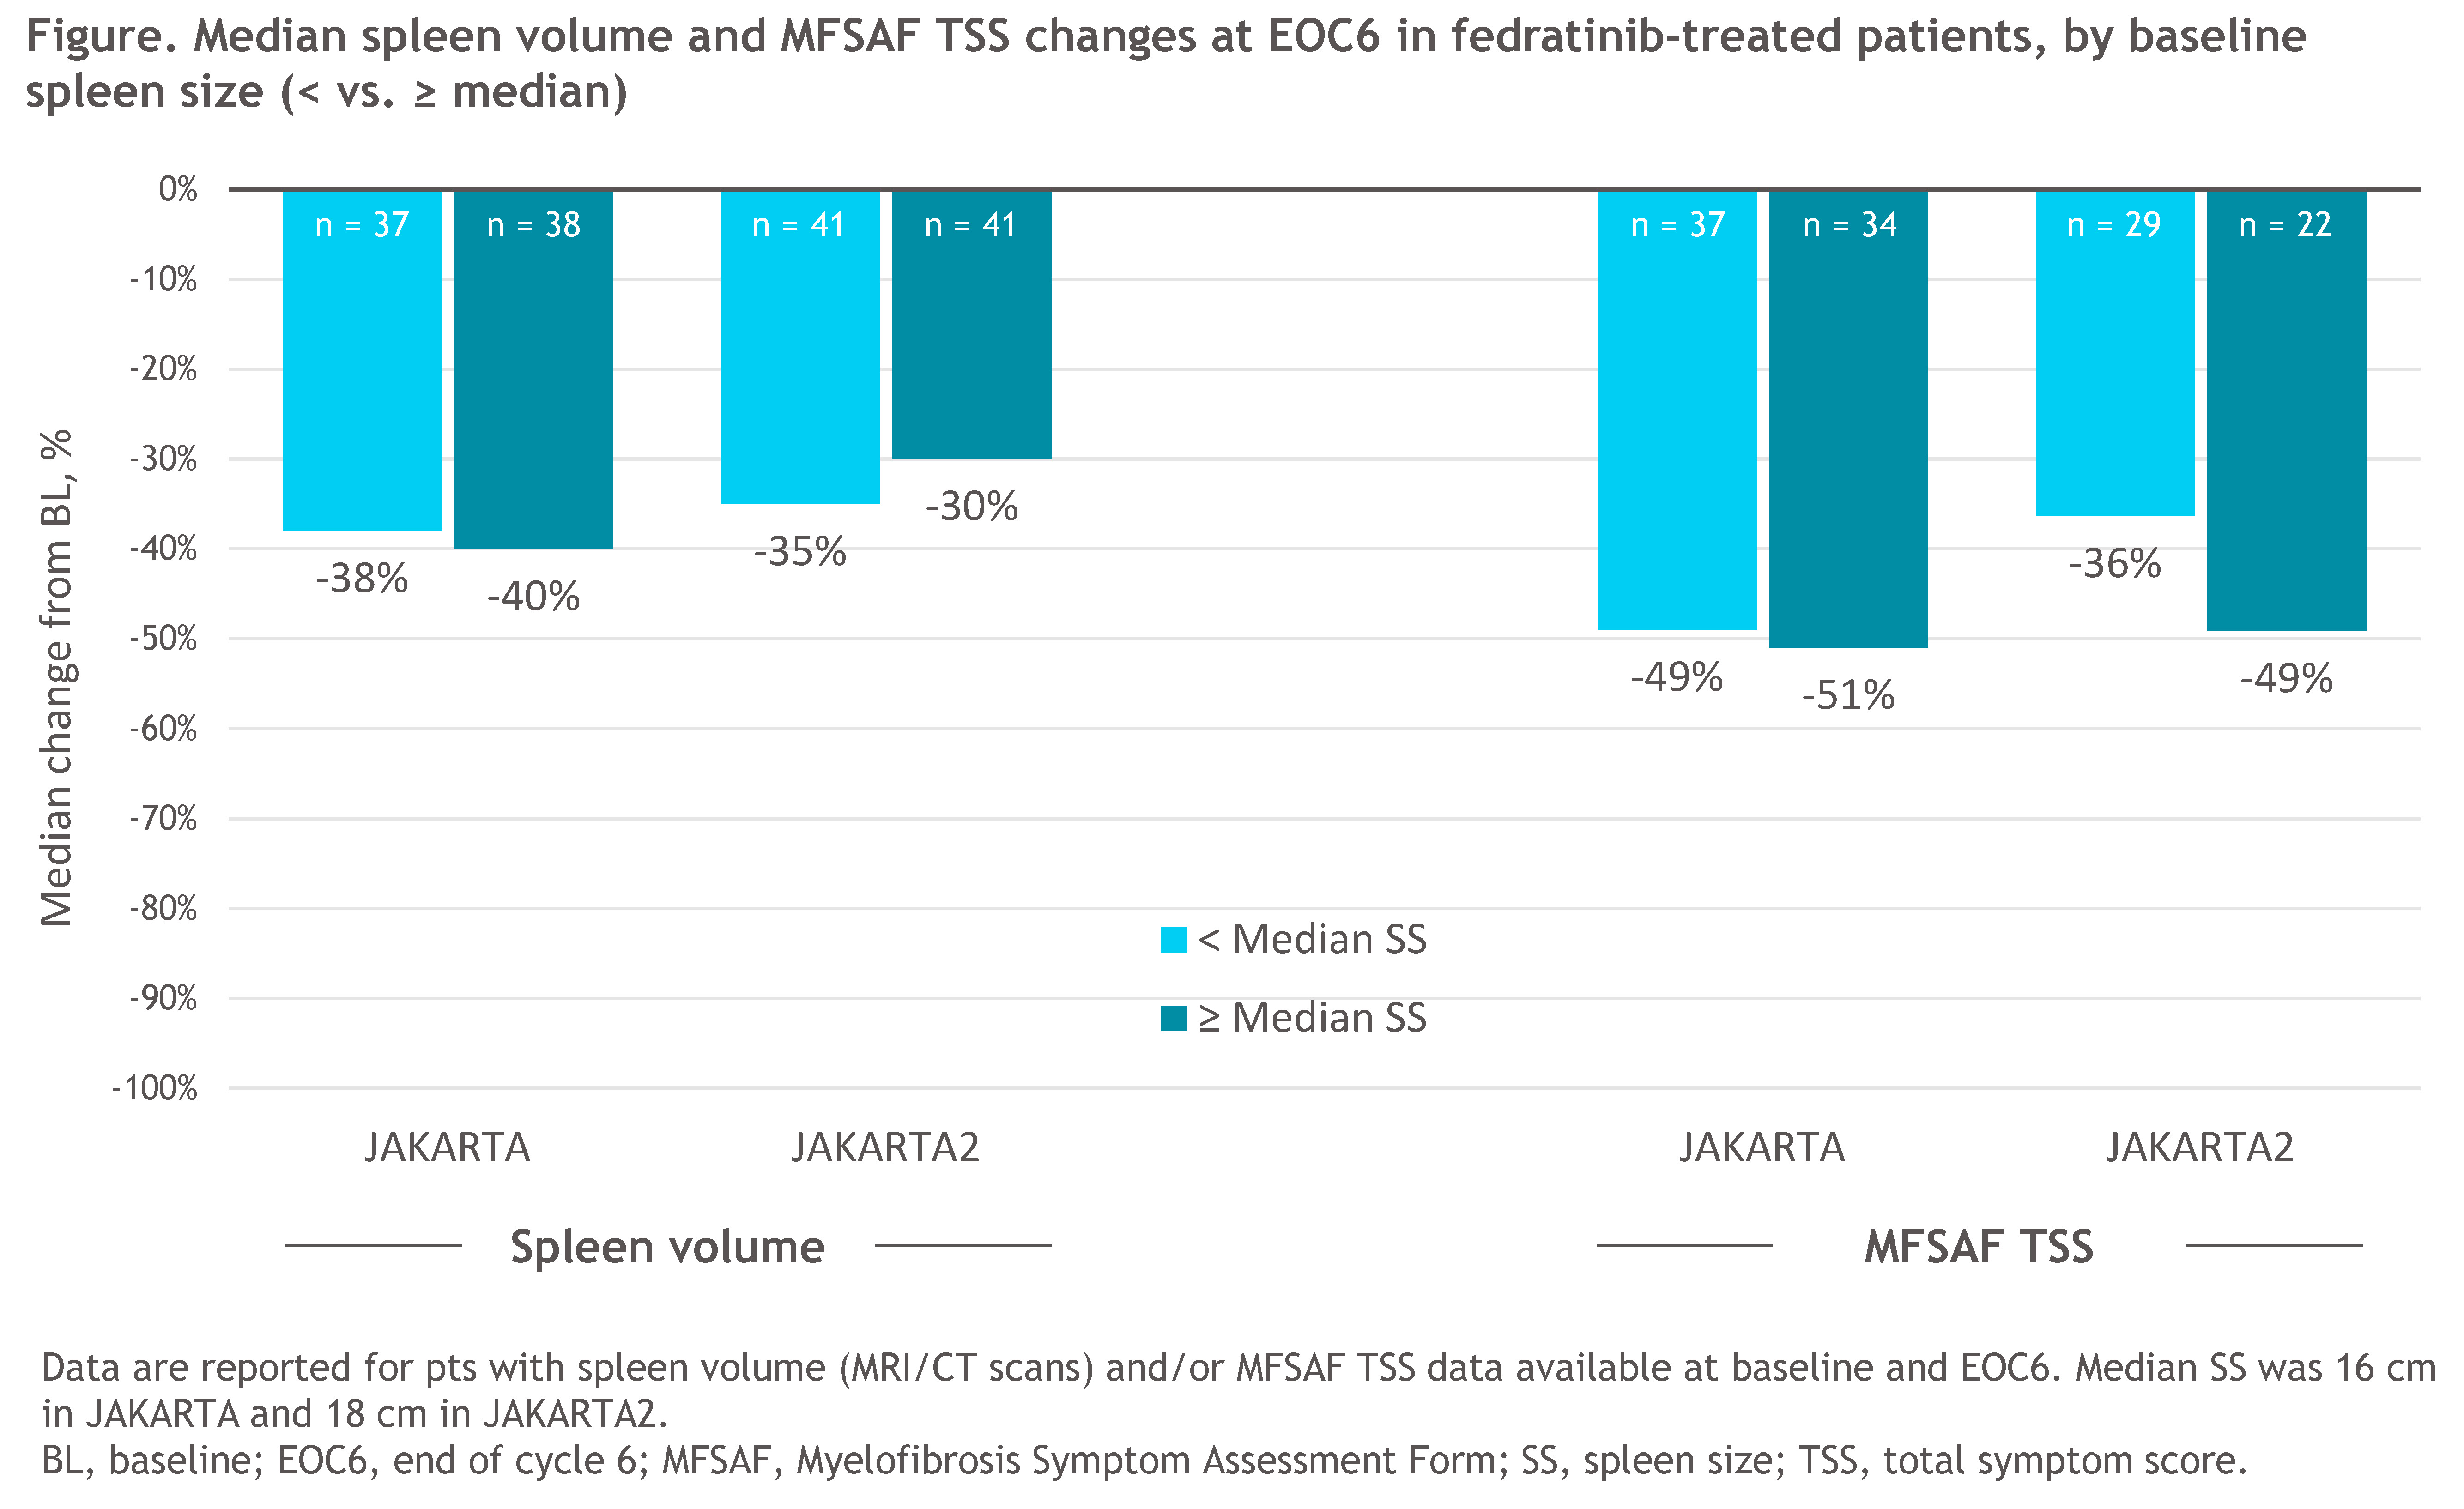 Figure. Median spleen volume and MFSAF TSS changes at EOC6 in fedratinib-treated patients, by baseline
spleen size (< vs. ≥ median)
Median change from BL, %
0%
-10%
-20%
-30%
-40%
-50%
-60%
-70%
-80%
-90%
-100%
n = 37
n = 38
n = 41
n = 41
n = 37
n = 34
n = 29
n = 22
-38%
-40%
-35%
-30%
-49%
-51%
-36%
-49%
< Median SS
≥ Median SS
JAKARTA
JAKARTA2
JAKARTA
JAKARTA2
Spleen volume
MFSAF TSS
Data are reported for pts with spleen volume (MRI/CT scans) and/or MFSAF TSS data available at baseline and EOC6. Median SS was 16 cm
in JAKARTA and 18 cm in JAKARTA2.
BL, baseline; EOC6, end of cycle 6; MFSAF, Myelofibrosis Symptom Assessment Form; SS, spleen size; TSS, total symptom score.